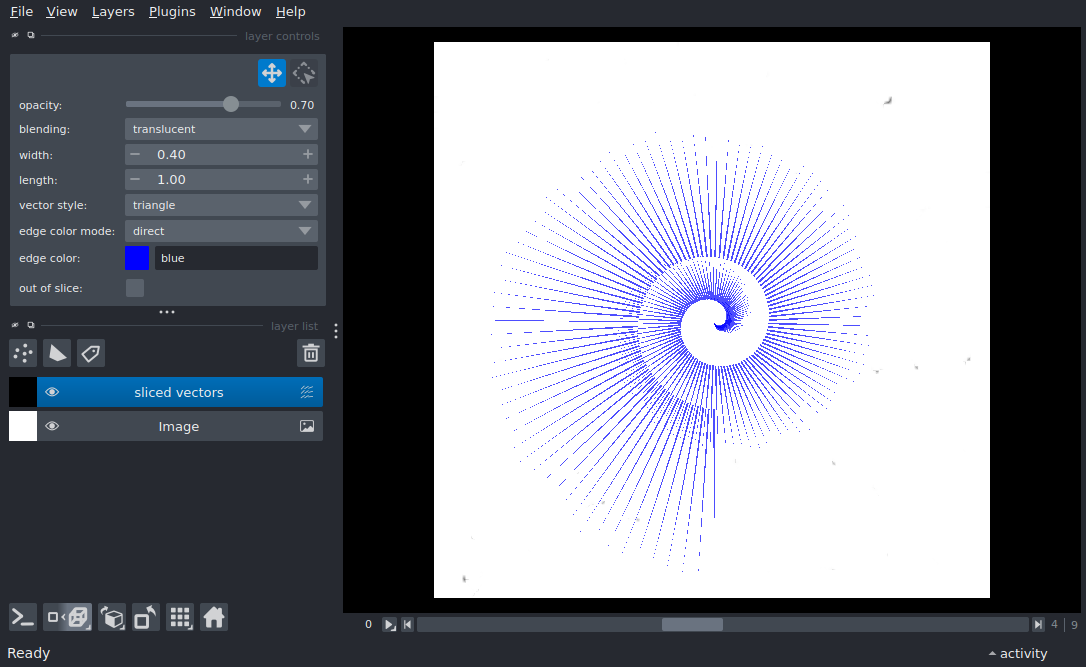 File View Layers Plugins Window Help
layer controls
opacity: 0.70
blending: translucent
width: 0.40
length: 1.00
vector style: triangle
edge color mode: direct
edge color: blue
out of slice:
layer list
sliced vectors
Image
0 4 | 9
Ready activity